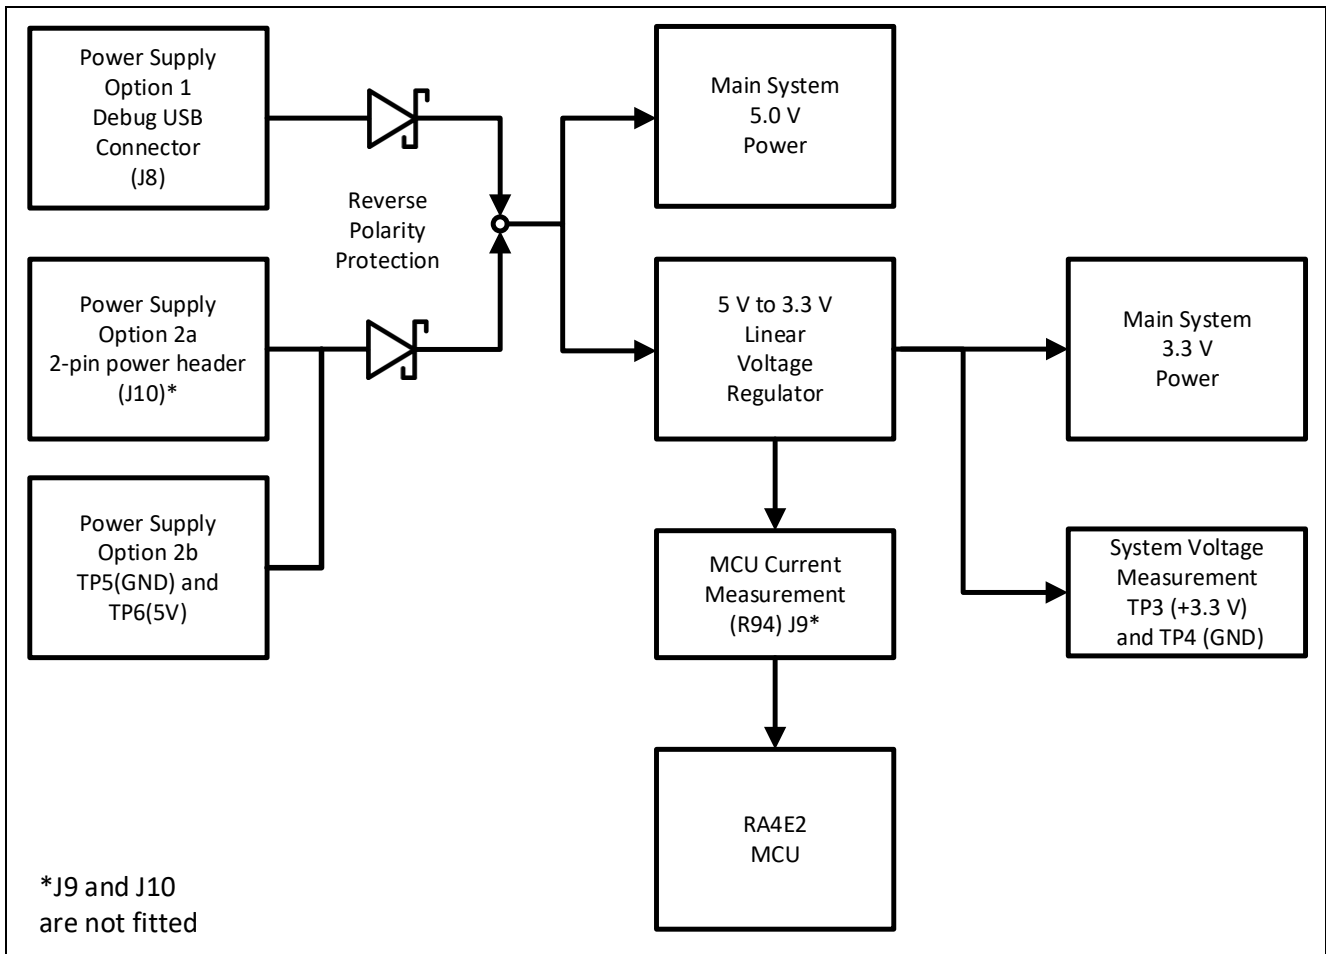 Power Supply
Option 1
Debug USB
Connector
(J8)
Reverse
Polarity
Protection
Power Supply
Option 2a
2-pin power header
(J10)*
Power Supply
Option 2b
TP5(GND) and
TP6(5V)
Main System
5.0 V
Power
5 V to 3.3 V
Linear
Voltage
Regulator
Main System
3.3 V
Power
MCU Current
Measurement
(R94) J9*
System Voltage
Measurement
TP3 (+3.3 V)
and TP4 (GND)
RA4E2
MCU
*J9 and J10
are not fitted